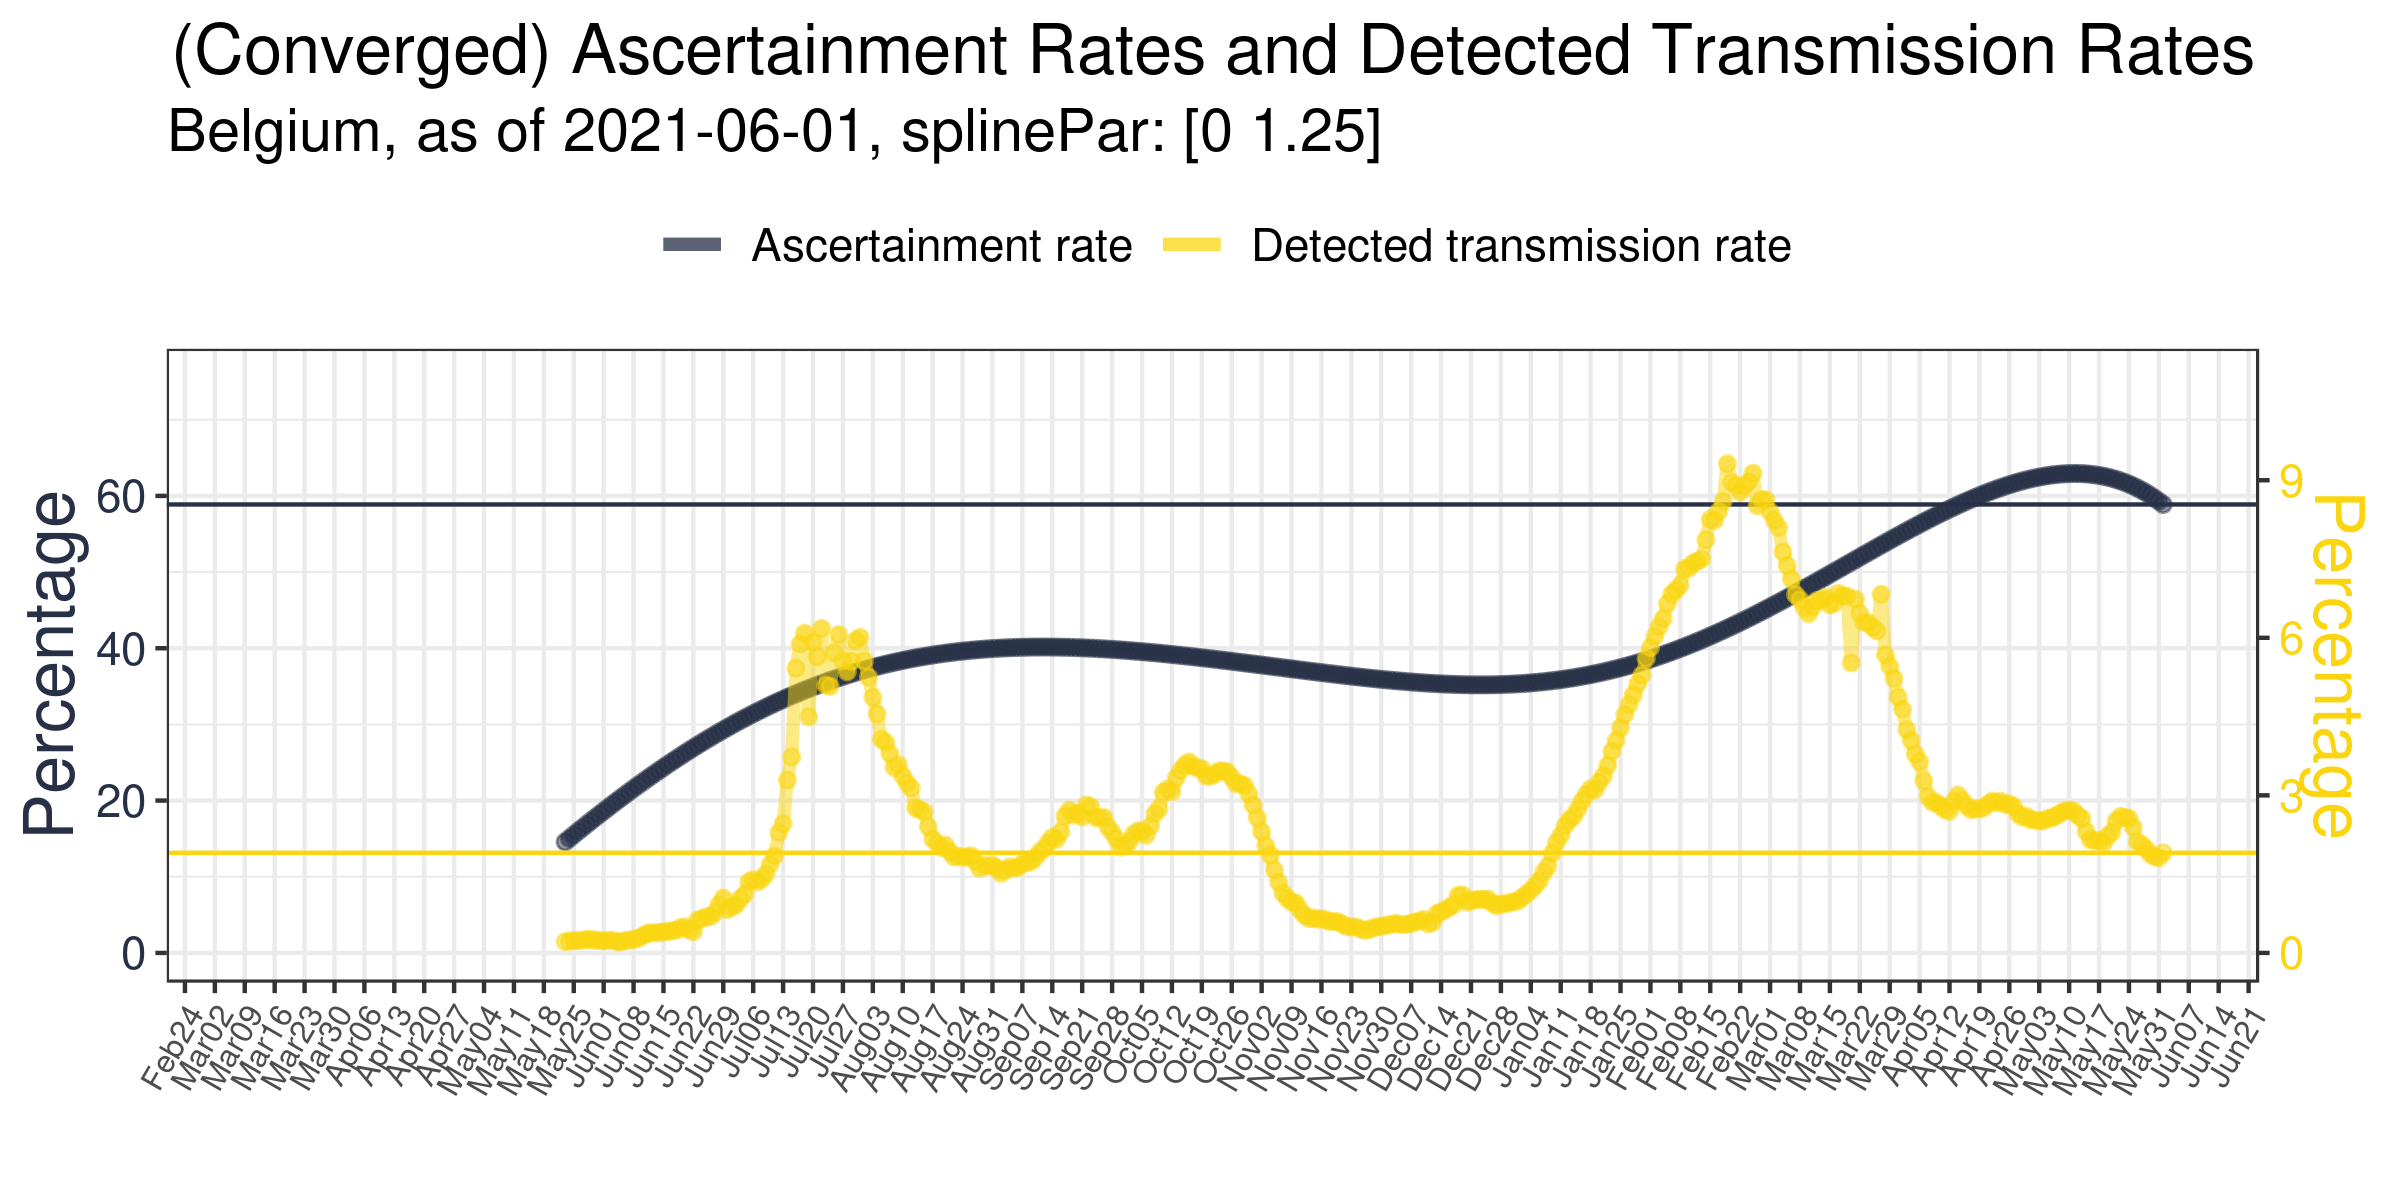 (Converged) Ascertainment Rates and Detected Transmission Rates
Belgium, as of 2021-06-01, splinePar: [0 1.25]
Ascertainment rate Detected transmission rate
Percentage
60
40
20
0
9
6
3
0
Percentage
Feb24 Mar02 Mar09 Mar16 Mar23 Mar30 Apr06 Apr13 Apr20 Apr27 May04 May11 May18 May25 Jun01 Jun08 Jun15 Jun22 Jun29 Jul06 Jul13 Jul20 Jul27 Aug03 Aug10 Aug17 Aug24 Aug31 Sep07 Sep14 Sep21 Sep28 Oct05 Oct12 Oct19 Oct26 Nov02 Nov09 Nov16 Nov23 Nov30 Dec07 Dec14 Dec21 Dec28 Jan04 Jan11 Jan18 Jan25 Feb01 Feb08 Feb15 Feb22 Mar01 Mar08 Mar15 Mar22 Mar29 Apr05 Apr12 Apr19 Apr26 May03 May10 May17 May24 May31 Jun07 Jun14 Jun21